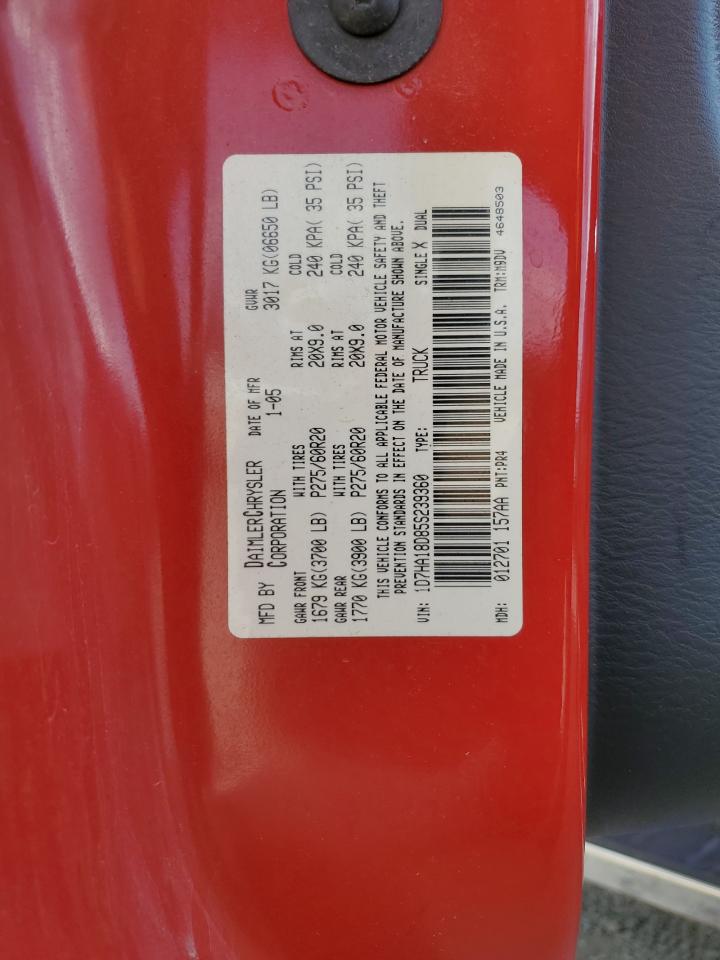 MFD BY DAIMLERCHRYSLER CORPORATION DATE OF MFR 1-05 GVWR 3017 KG(06650 LB)
GAWR FRONT WITH TIRES RIMS AT COLD
1679 KG(3700 LB) P275/60R20 20X9.0 240 KPA( 35 PSI)
GAWR REAR WITH TIRES RIMS AT COLD
1770 KG(3900 LB) P275/60R20 20X9.0 240 KPA( 35 PSI)
THIS VEHICLE CONFORMS TO ALL APPLICABLE FEDERAL MOTOR VEHICLE SAFETY AND THEFT
PREVENTION STANDARDS IN EFFECT ON THE DATE OF MANUFACTURE SHOWN ABOVE.
VIN: 1D7HA18D85S239360 TYPE: TRUCK SINGLE X DUAL
MDH: 012701 157AA PNT:PR4 VEHICLE MADE IN U.S.A. TRM:M9DV 4648503